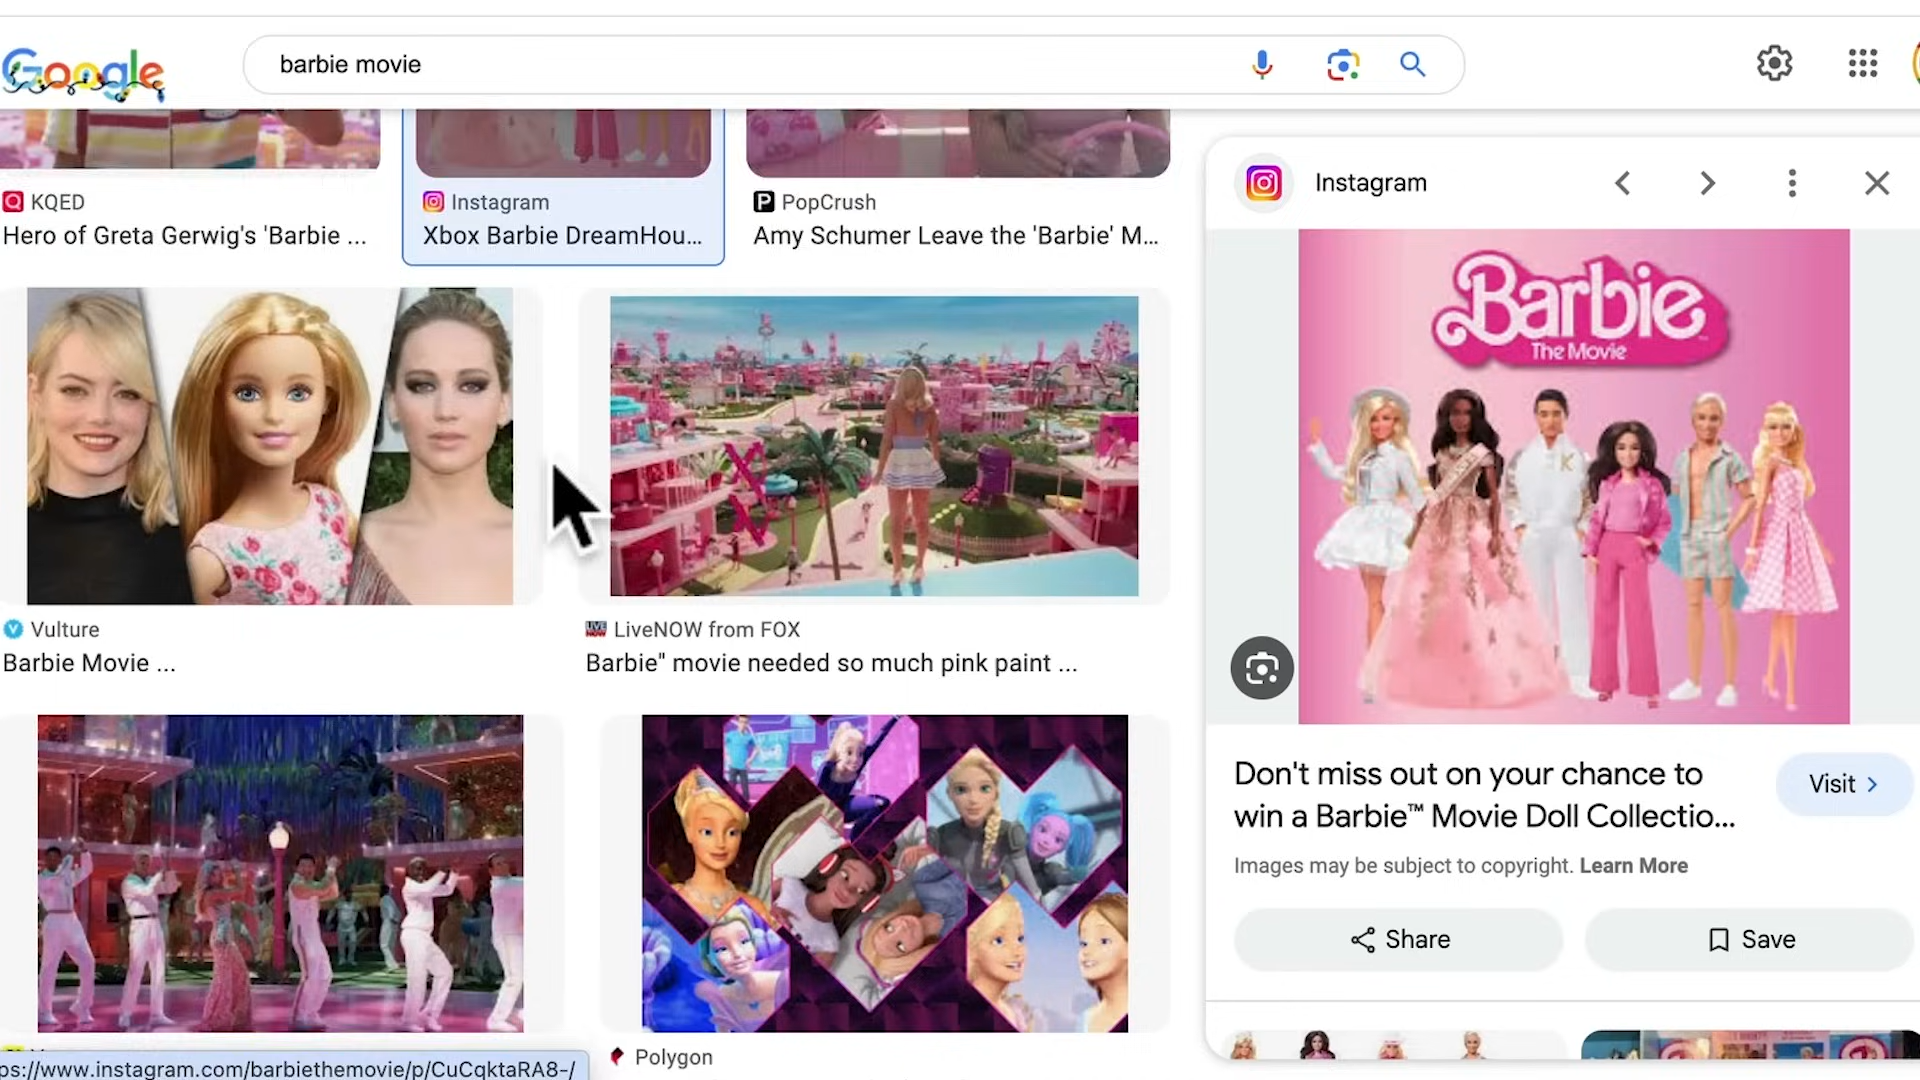 Google
barbie movie
KQED
Hero of Greta Gerwig's 'Barbie ...
Instagram
Xbox Barbie DreamHou...
PopCrush
Amy Schumer Leave the 'Barbie' M...
Vulture
Barbie Movie ...
LIVE NOW
LiveNOW from FOX
Barbie" movie needed so much pink paint ...
Polygon
ps://www.instagram.com/barbiethemovie/p/CuCqktaRA8-/
Instagram
Barbie
The Movie
K
Don't miss out on your chance to
win a Barbie™ Movie Doll Collectio...
Visit
Images may be subject to copyright. Learn More
Share
Save